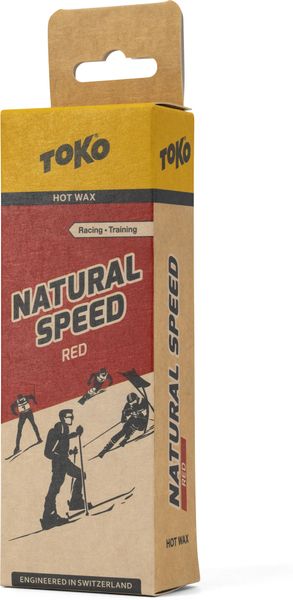 TOKO
HOT WAX
Racing • Training
NATURAL
SPEED
RED
ENGINEERED IN SWITZERLAND
TOKO
NATURAL SPEED
RED
HOT WAX